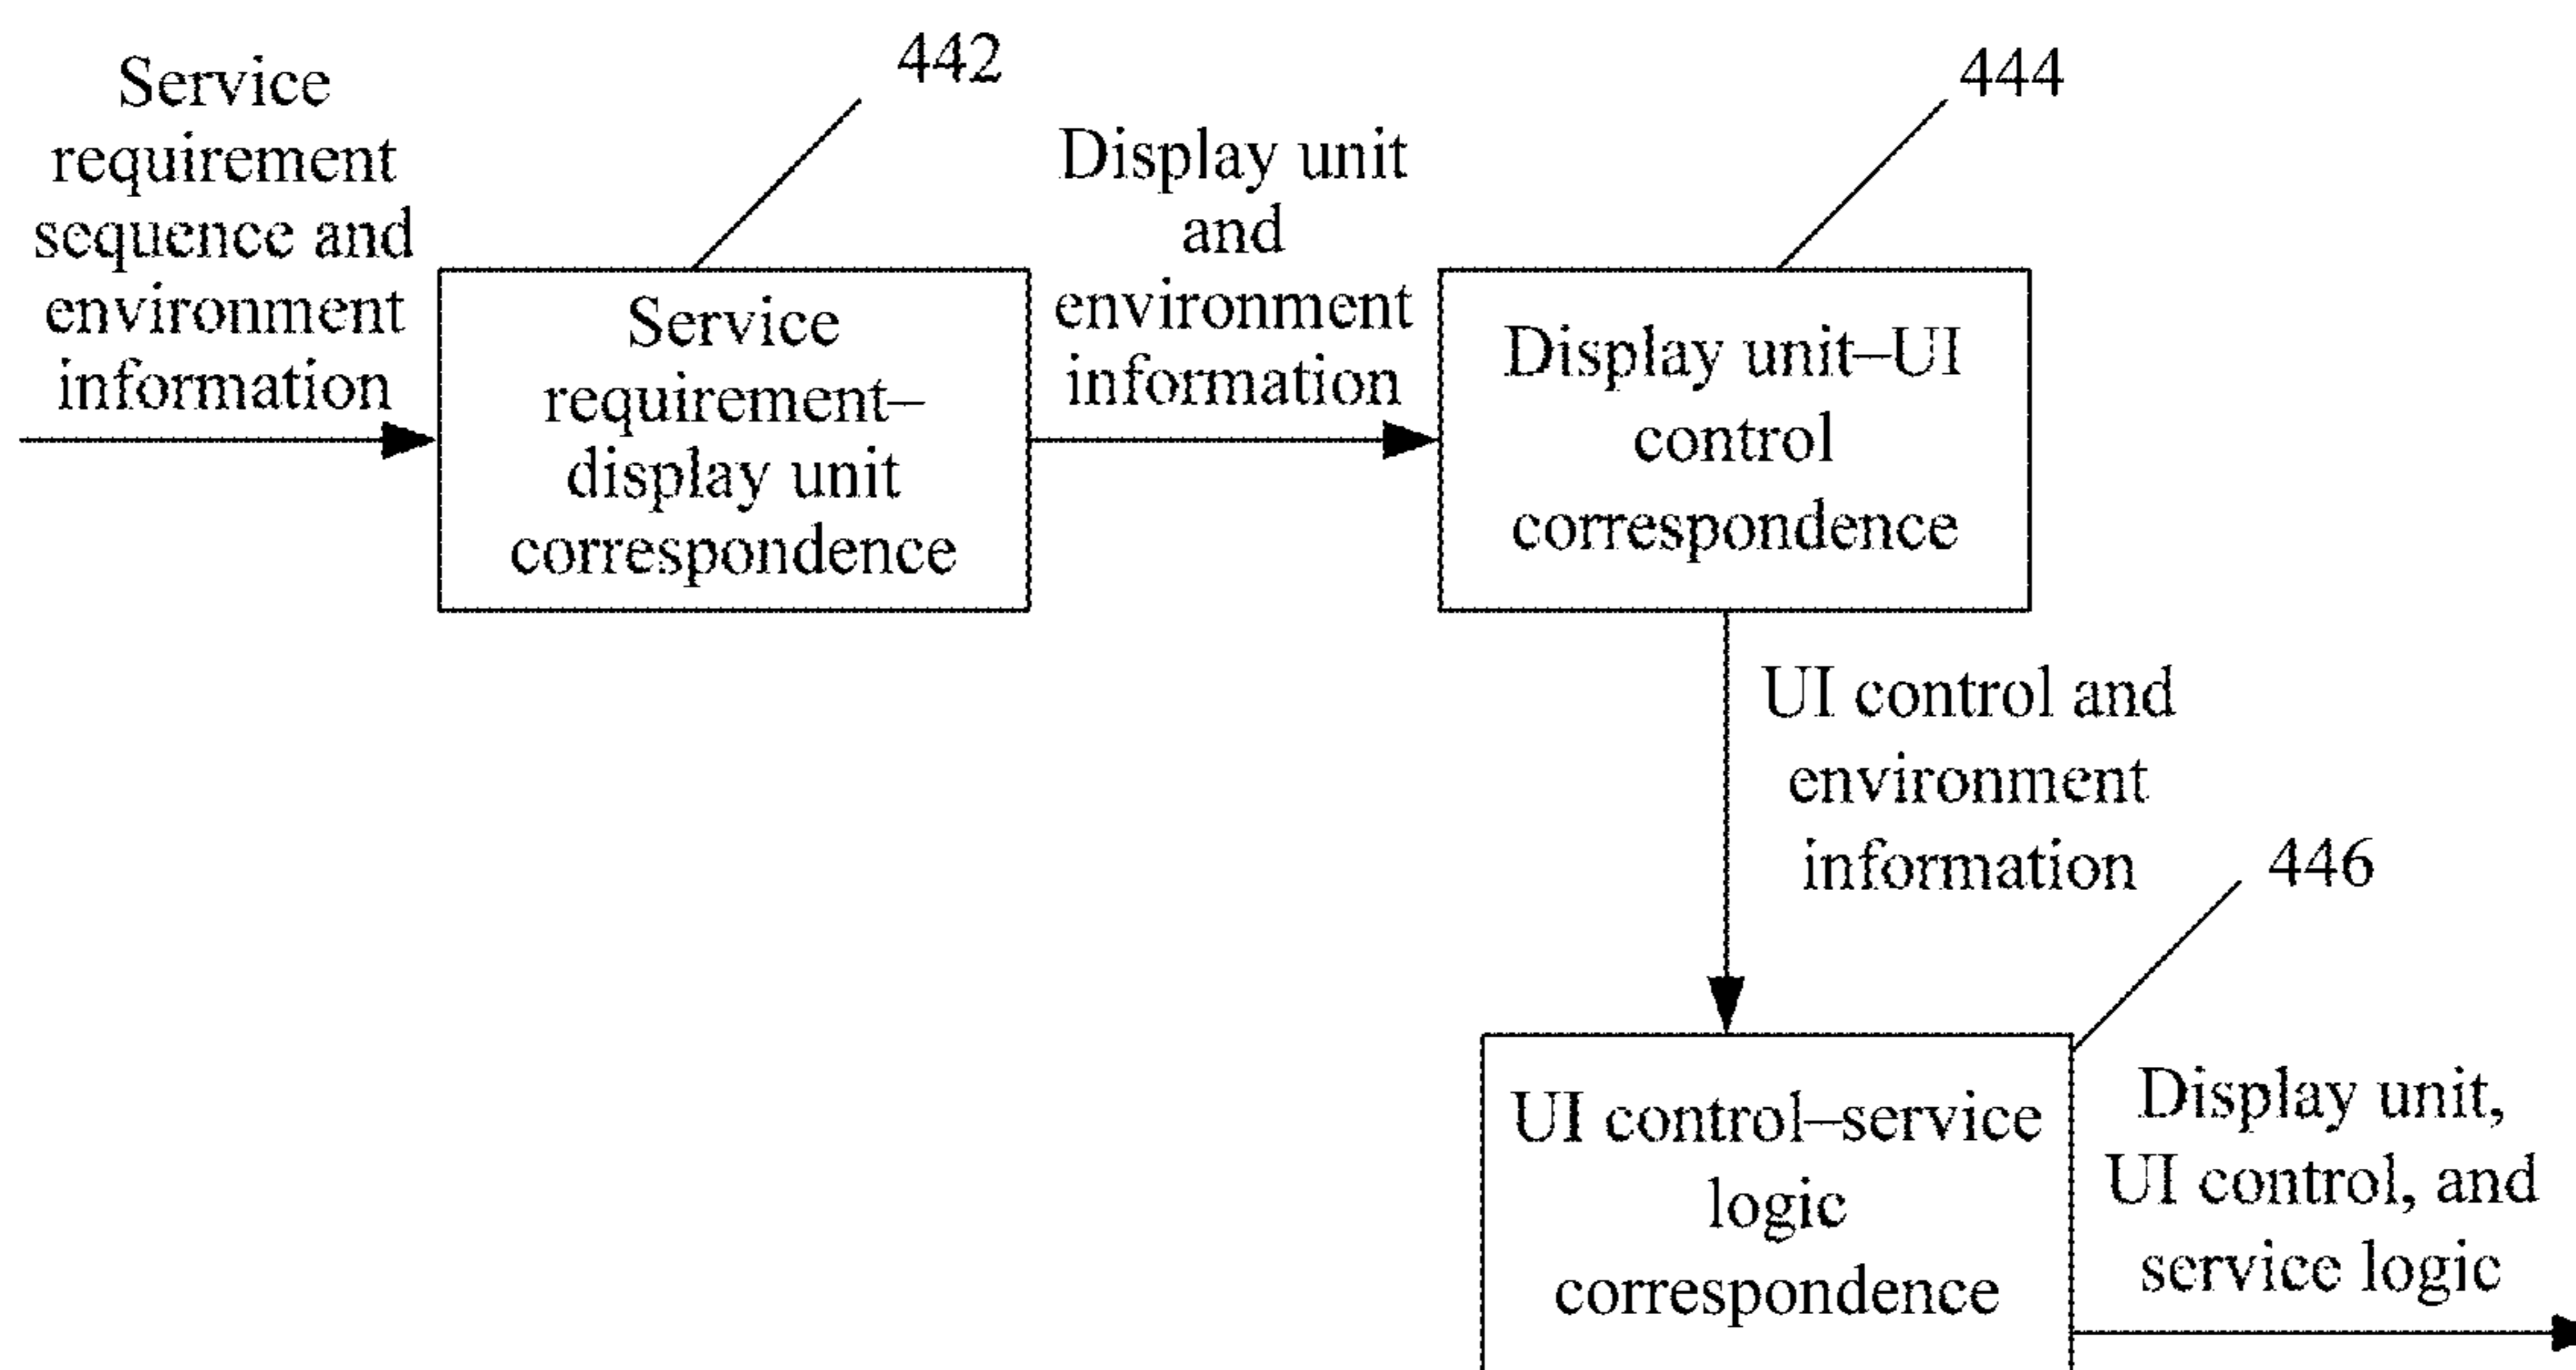 Service
requirement
sequence and
environment
information
442
Service
requirement–
display unit
correspondence
Display unit
and
environment
information
444
Display unit–UI
control
correspondence
UI control and
environment
information
446
UI control–service
logic
correspondence
Display unit,
UI control, and
service logic